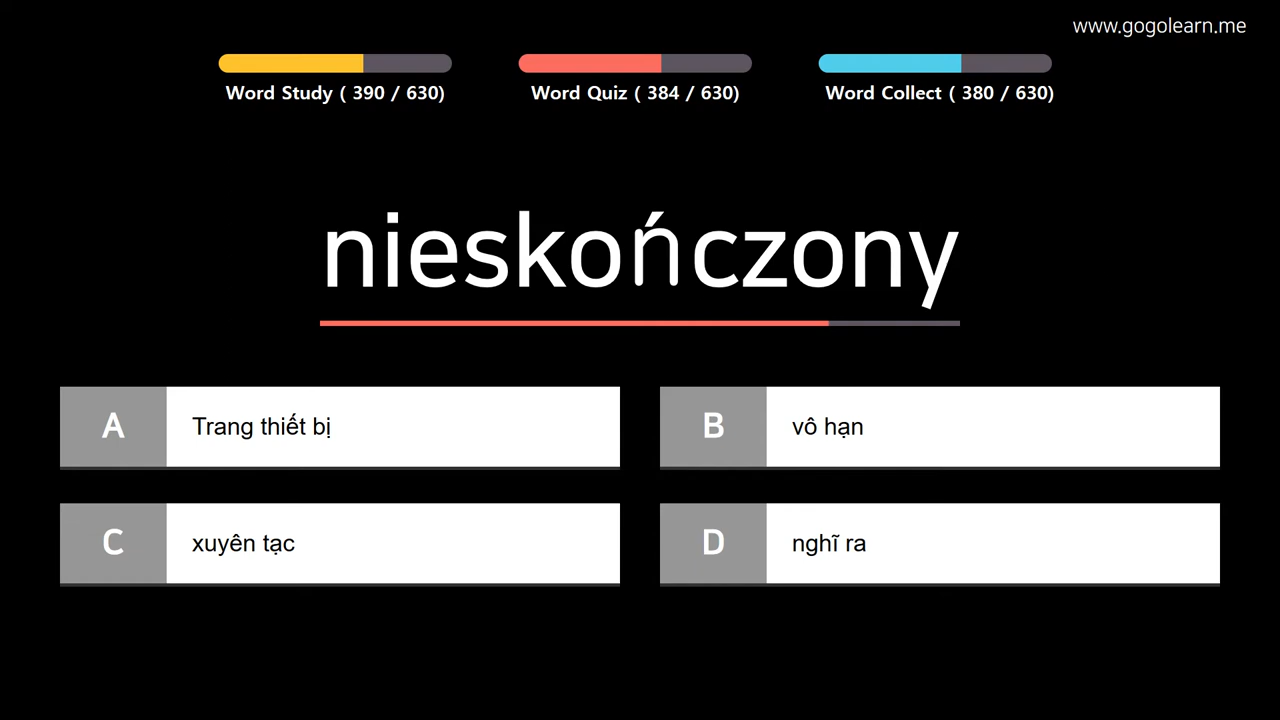 www.gogolearn.me
Word Study ( 390 / 630)
Word Quiz ( 384 / 630)
Word Collect ( 380 / 630)
nieskończony
A
Trang thiết bị
B
vô hạn
C
xuyên tạc
D
nghĩ ra